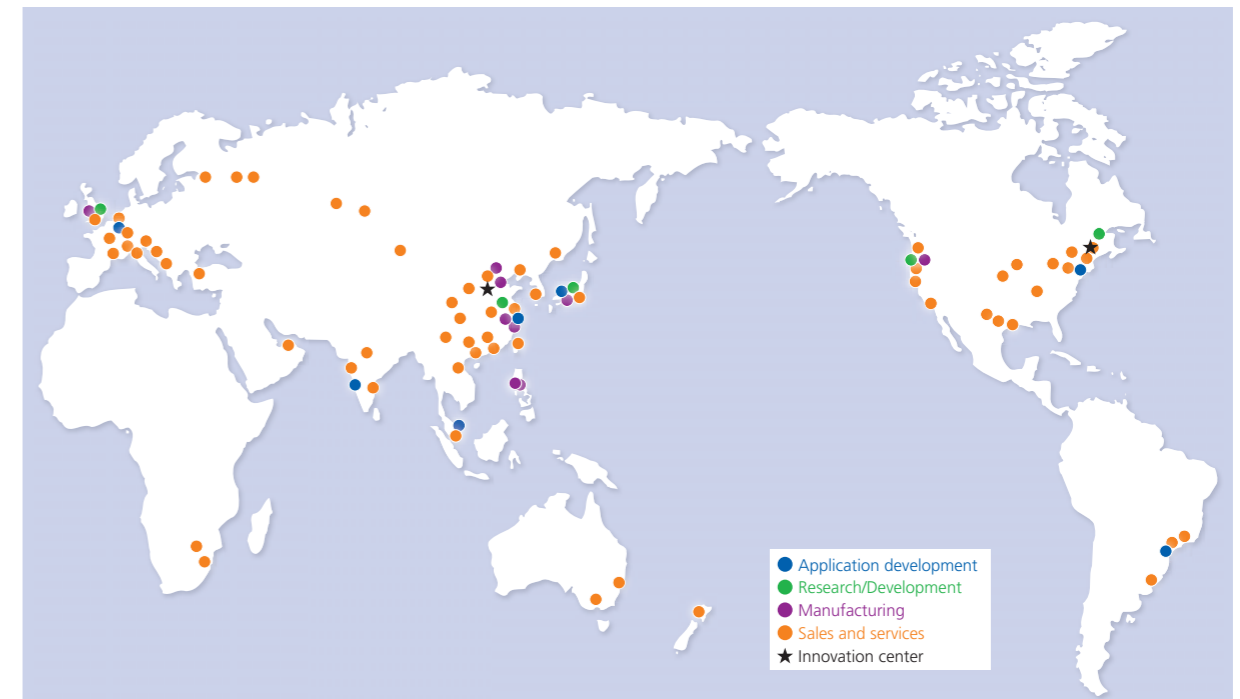 Application development
Research/Development
Manufacturing
Sales and services
Innovation center